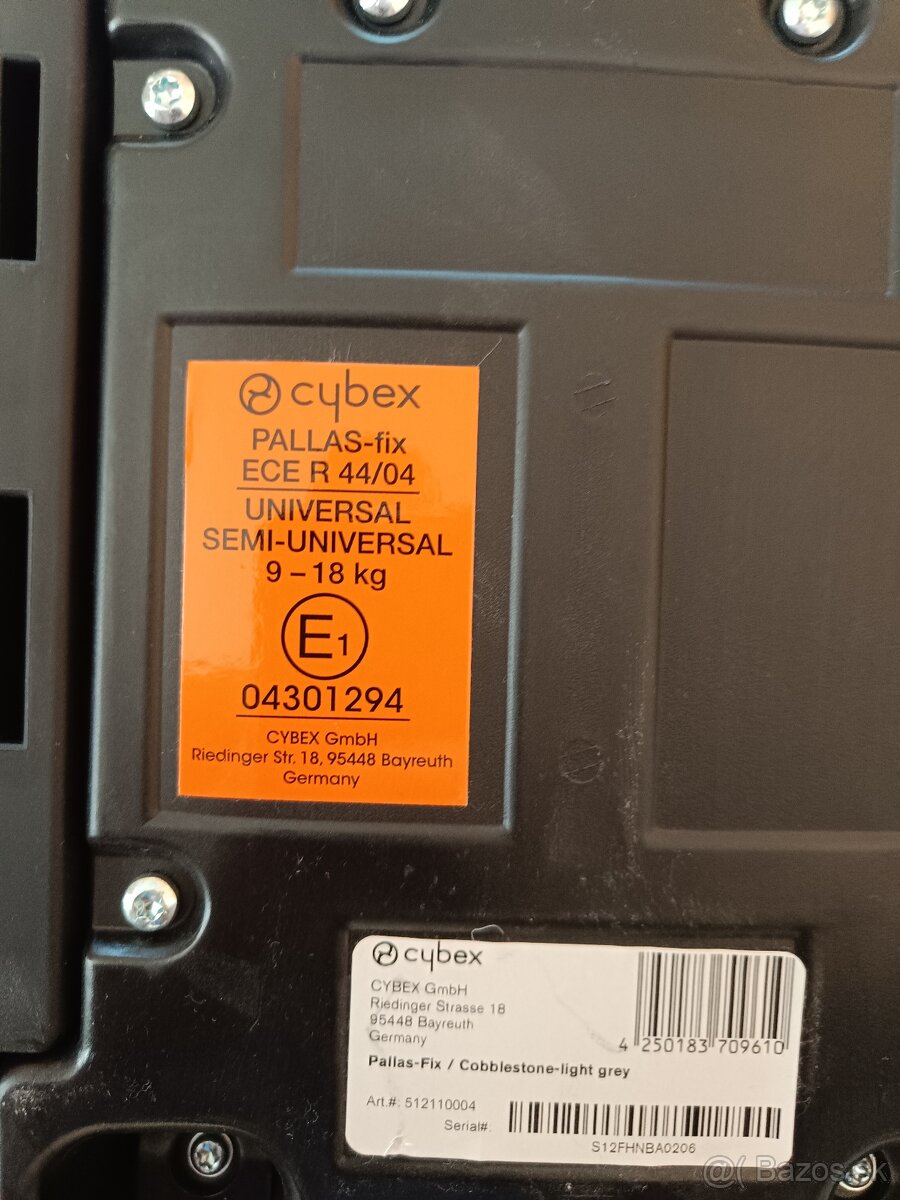 cybex
PALLAS-fix
ECE R 44/04
UNIVERSAL
SEMI-UNIVERSAL
9 – 18 kg
E1
04301294
CYBEX GmbH
Riedinger Str. 18, 95448 Bayreuth
Germany
cybex
CYBEX GmbH
Riedinger Strasse 18
95448 Bayreuth
Germany
4 250183 709610
Pallas-Fix / Cobblestone-light grey
Art.#: 512110004
Serial#:
S12FHNBA0206
@( Bazos.sk